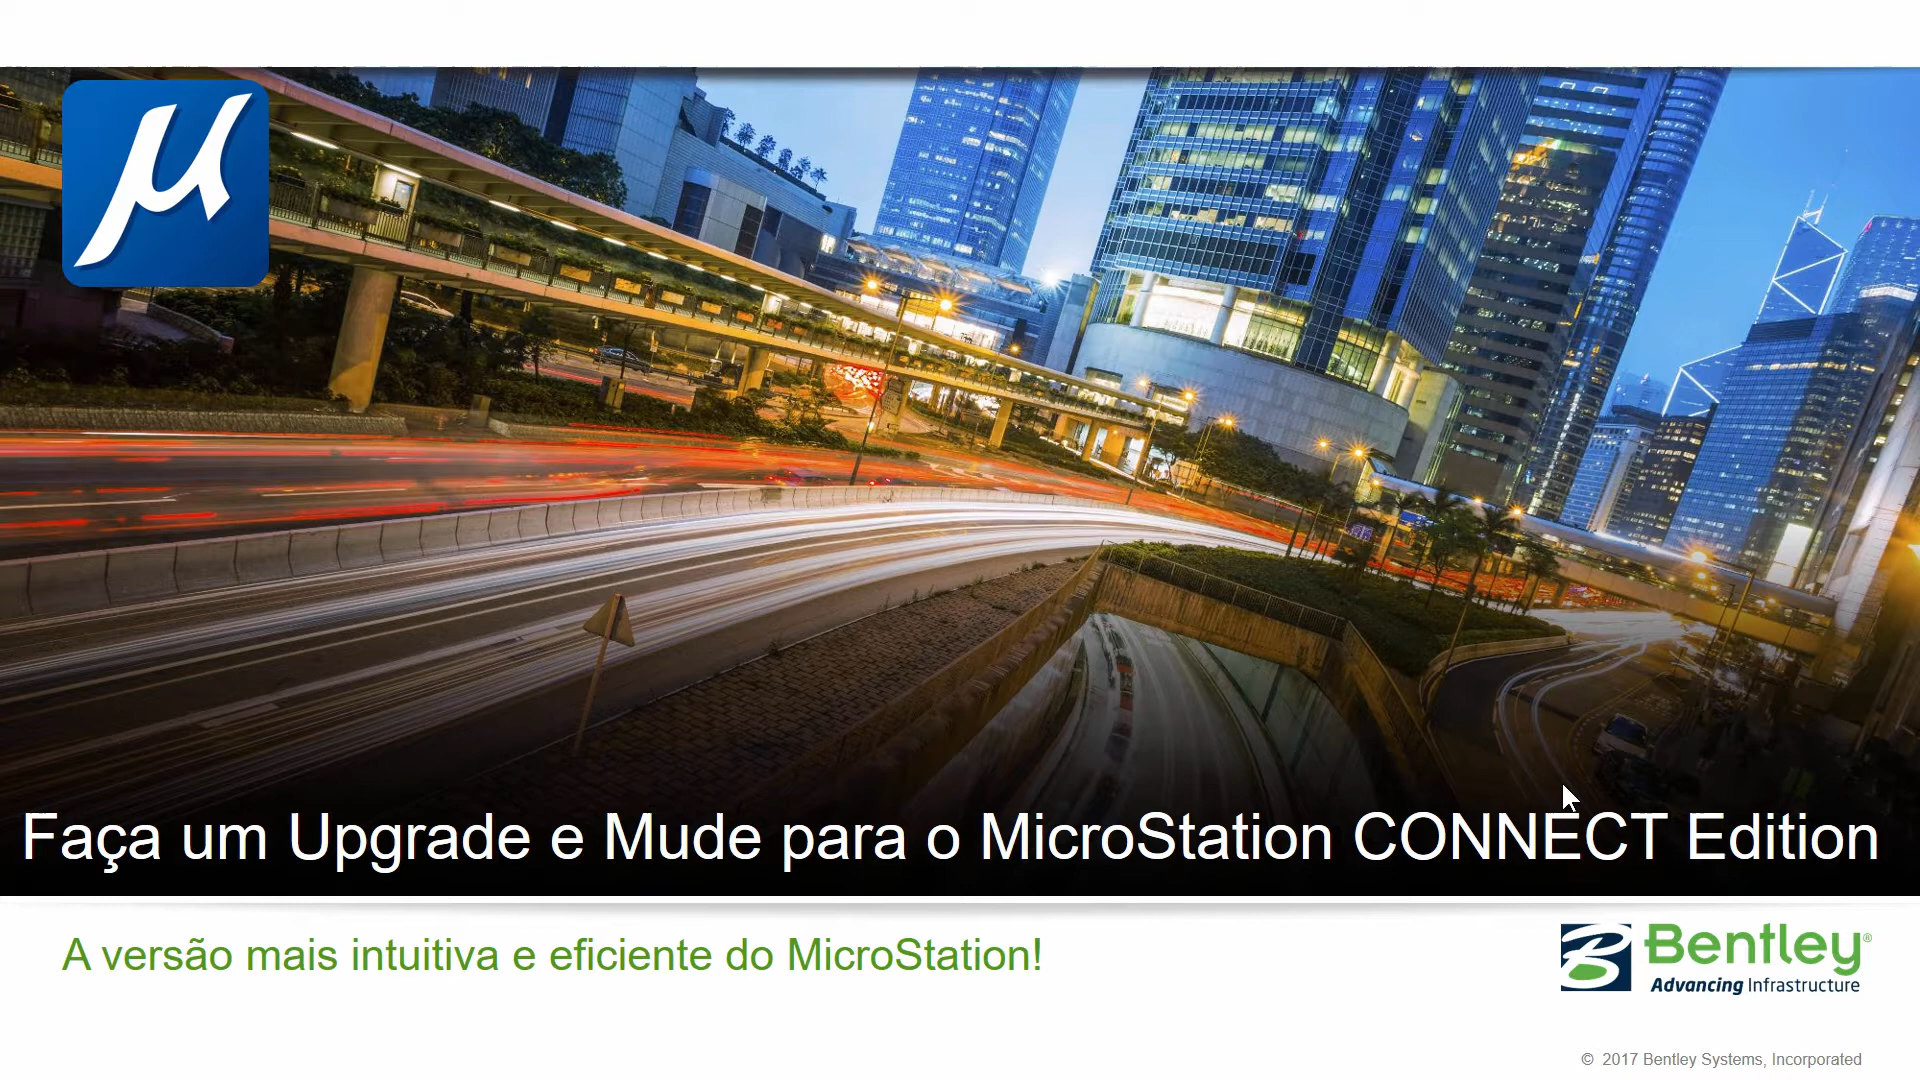 µ
Faça um Upgrade e Mude para o MicroStation CONNECT Edition
A versão mais intuitiva e eficiente do MicroStation!
B Bentley®
Advancing Infrastructure
© 2017 Bentley Systems, Incorporated